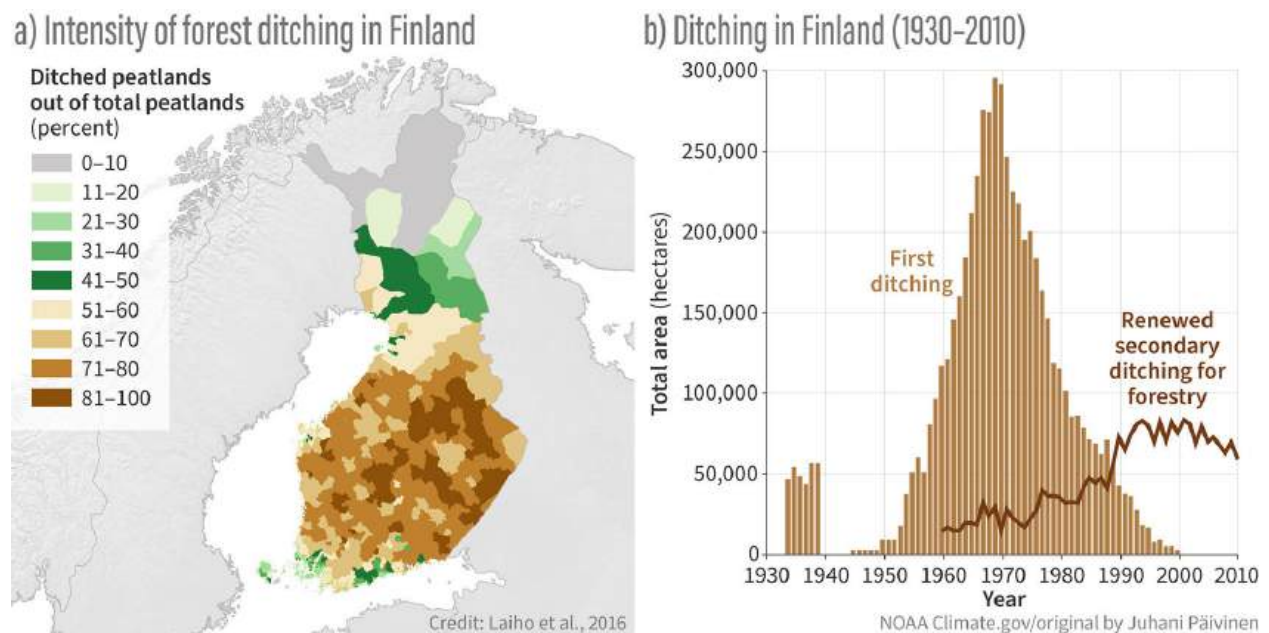 a) Intensity of forest ditching in Finland
Ditched peatlands
out of total peatlands
(percent)
0–10
11–20
21–30
31–40
41–50
51–60
61–70
71–80
81–100
Credit: Laiho et al., 2016
b) Ditching in Finland (1930–2010)
Total area (hectares)
300,000
250,000
200,000
150,000
100,000
50,000
0
First
ditching
Renewed
secondary
ditching for
forestry
1930 1940 1950 1960 1970 1980 1990 2000 2010
Year
NOAA Climate.gov/original by Juhani Päivinen